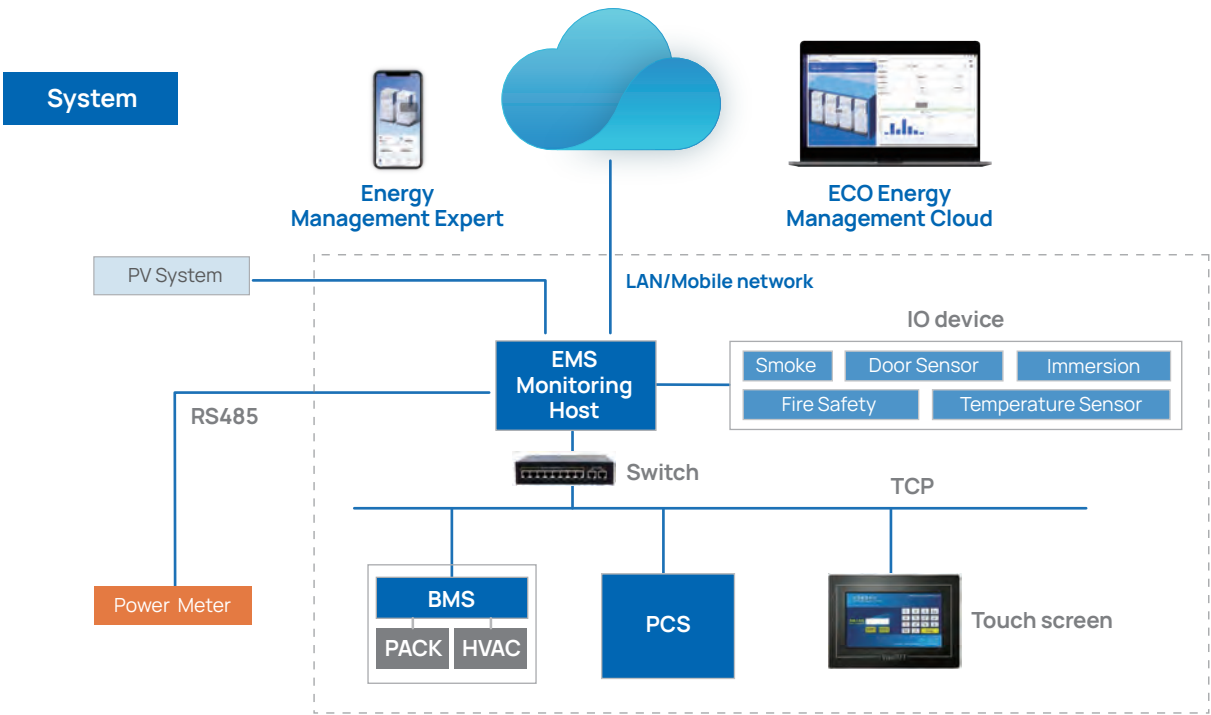 System
Energy
Management Expert
ECO Energy
Management Cloud
PV System
LAN/Mobile network
IO device
EMS
Monitoring
Host
Smoke
Door Sensor
Immersion
Fire Safety
Temperature Sensor
RS485
Switch
TCP
Power Meter
BMS
PACK
HVAC
PCS
Touch screen